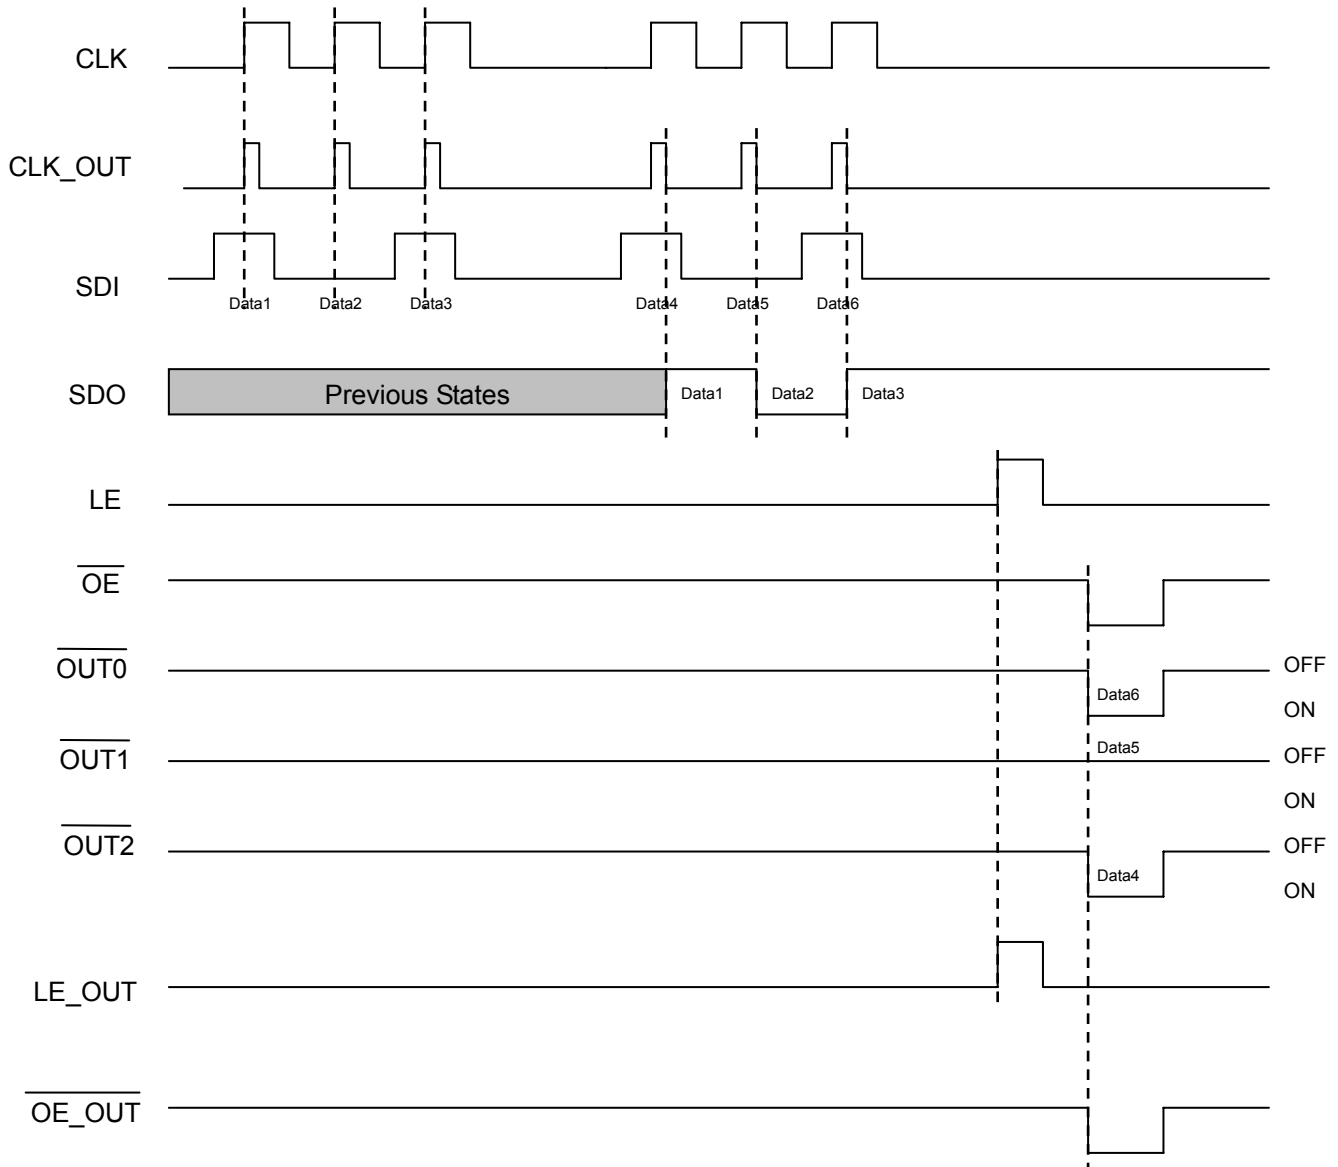 CLK
CLK_OUT
SDI
Data1 Data2 Data3 Data4 Data5 Data6
SDO Previous States Data1 Data2 Data3
LE
OE
OUT0 OFF
Data6
ON
Data5
OUT1 OFF
ON
OUT2 OFF
Data4
ON
LE_OUT
OE_OUT